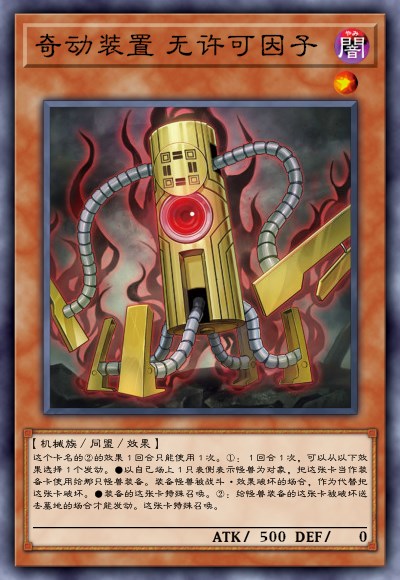 奇动装置 无许可因子
やみ
闇
【机械族／同盟／效果】
这个卡名的②的效果1回合只能使用1次。①：1回合1次，可以从以下效
果选择1个发动。●以自己场上1只表侧表示怪兽为对象，把这张卡当作装
备卡使用给那只怪兽装备。装备怪兽被战斗·效果破坏的场合，作为代替把
这张卡破坏。●装备的这张卡特殊召唤。②：给怪兽装备的这张卡被破坏送
去墓地的场合才能发动。这张卡特殊召唤。
ATK/ 500 DEF/ 0